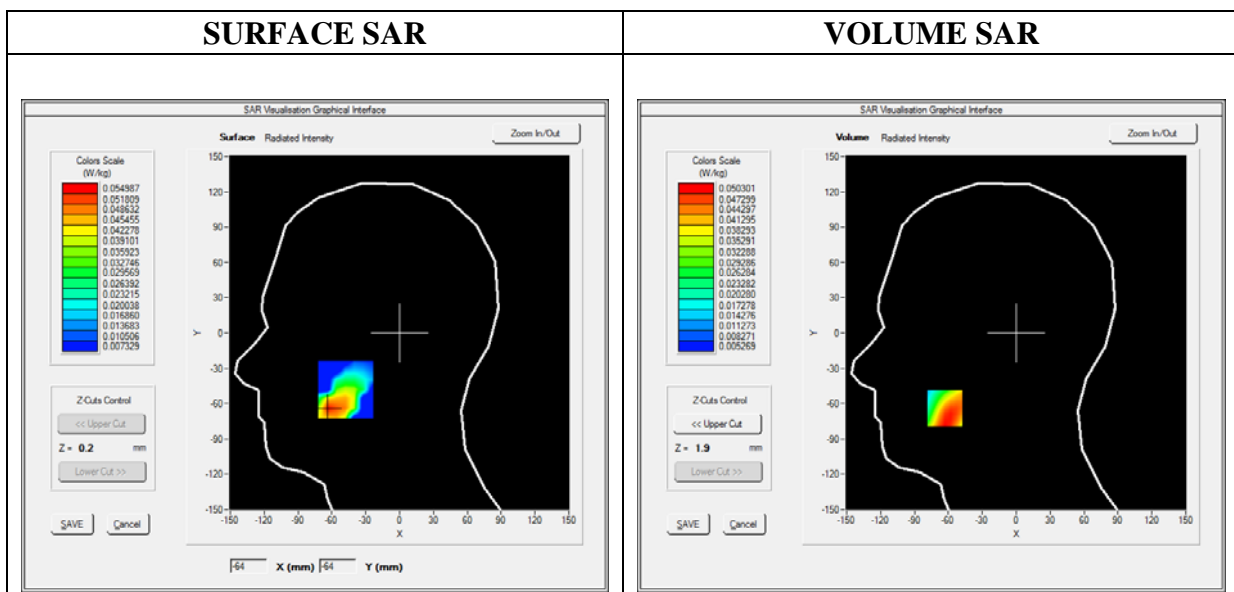 SURFACE SAR
VOLUME SAR
SAR Visualisation Graphical Interface
Surface Radiated Intensity
Zoom In/Out
Colors Scale
(W/kg)
0.054987
0.051809
0.048632
0.045455
0.042278
0.039101
0.035923
0.032746
0.029569
0.026392
0.023215
0.020038
0.016860
0.013683
0.010506
0.007329
Z-Cuts Control
<< Upper Cut
Z = 0.2 mm
Lower Cut >>
SAVE Cancel
150
120
90
60
30
0
-30
-60
-90
-120
-150
Y
-150 -120 -90 -60 -30 0 30 60 90 120 150
X
-64 X (mm) -64 Y (mm)
SAR Visualisation Graphical Interface
Volume Radiated Intensity
Zoom In/Out
Colors Scale
(W/kg)
0.050301
0.047299
0.044297
0.041295
0.038293
0.035291
0.032288
0.029286
0.026284
0.023282
0.020280
0.017278
0.014276
0.011273
0.008271
0.005269
Z-Cuts Control
<< Upper Cut
Z = 1.9 mm
Lower Cut >>
SAVE Cancel
150
120
90
60
30
0
-30
-60
-90
-120
-150
Y
-150 -120 -90 -60 -30 0 30 60 90 120 150
X